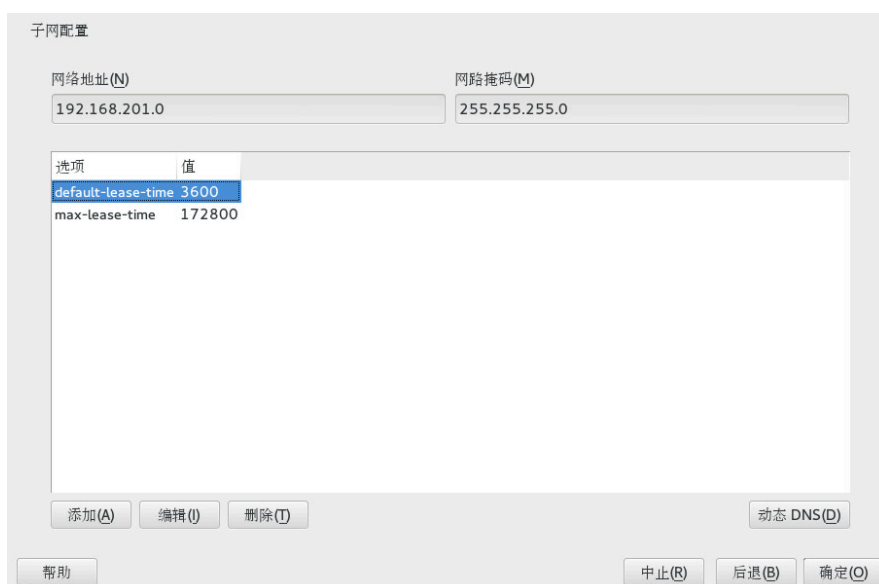 子网配置
网络地址(N) 网路掩码(M)
192.168.201.0 255.255.255.0
选项 值
default-lease-time 3600
max-lease-time 172800
添加(A) 编辑(I) 删除(T) 动态 DNS(D)
帮助 中止(R) 后退(B) 确定(O)